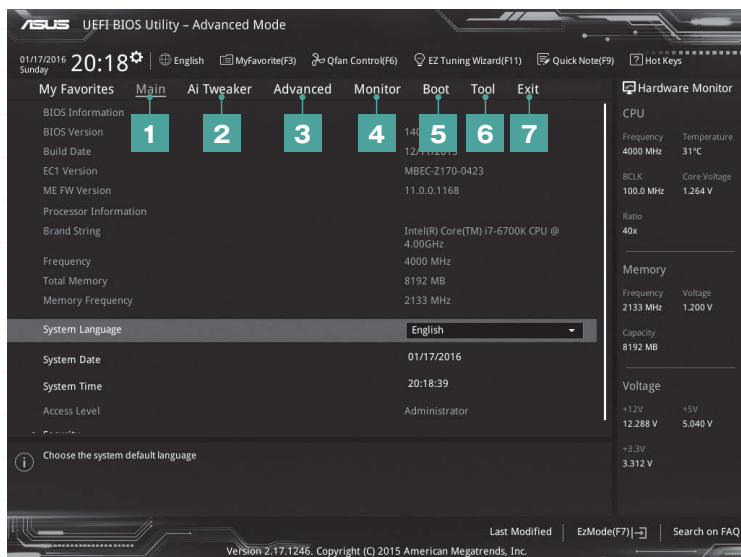 ASUS UEFI BIOS Utility – Advanced Mode
01/17/2016
Sunday
20:18
English
MyFavorite(F3)
Qfan Control(F6)
EZ Tuning Wizard(F11)
Quick Note(F9)
? Hot Keys
My Favorites Main Ai Tweaker Advanced Monitor Boot Tool Exit
1 2 3 4 5 6 7
BIOS Information
BIOS Version
Build Date
EC1 Version MBEC-Z170-0423
ME FW Version 11.0.0.1168
Processor Information
Brand String Intel(R) Core(TM) i7-6700K CPU @
4.00GHz
Frequency 4000 MHz
Total Memory 8192 MB
Memory Frequency 2133 MHz
System Language English
System Date 01/17/2016
System Time 20:18:39
Access Level Administrator
i Choose the system default language
Hardware Monitor
CPU
Frequency Temperature
4000 MHz 31°C
BCLK Core Voltage
100.0 MHz 1.264 V
Ratio
40x
Memory
Frequency Voltage
2133 MHz 1.200 V
Capacity
8192 MB
Voltage
+12V +5V
12.288 V 5.040 V
+3.3V
3.312 V
Last Modified EzMode(F7) Search on FAQ
Version 2.17.1246. Copyright (C) 2015 American Megatrends, Inc.